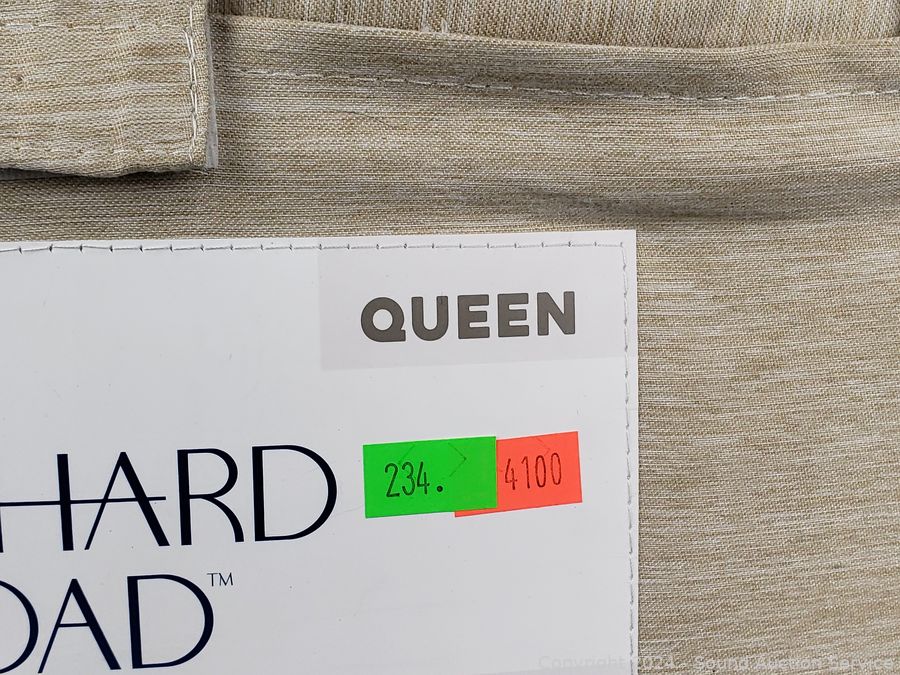 QUEEN
234. 4100
HARD
OAD™
Copyright 2024 - Sound Auction Service